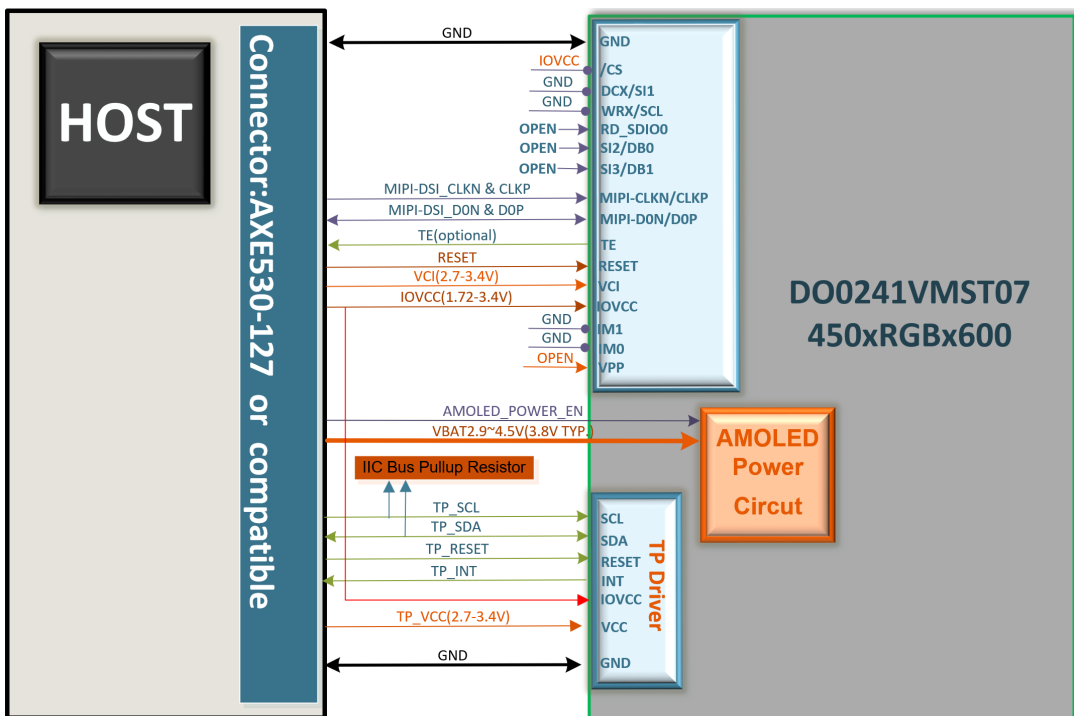 HOST
Connector:AXE530-127 or compatible
GND
GND
IOVCC
/CS
GND
DCX/SI1
GND
WRX/SCL
OPEN
RD_SDIO0
OPEN
SI2/DB0
OPEN
SI3/DB1
MIPI-DSI_CLKN & CLKP
MIPI-CLKN/CLKP
MIPI-DSI_D0N & D0P
MIPI-D0N/D0P
TE(optional)
TE
RESET
RESET
VCI(2.7-3.4V)
VCI
IOVCC(1.72-3.4V)
IOVCC
GND
IM1
GND
IM0
OPEN
VPP
DO0241VMST07
450xRGBx600
AMOLED_POWER_EN
VBAT2.9~4.5V(3.8V TYP.)
AMOLED
Power
Circut
IIC Bus Pullup Resistor
TP_SCL
SCL
TP_SDA
SDA
TP_RESET
RESET
TP_INT
INT
IOVCC
TP_VCC(2.7-3.4V)
VCC
GND
GND
TP Driver